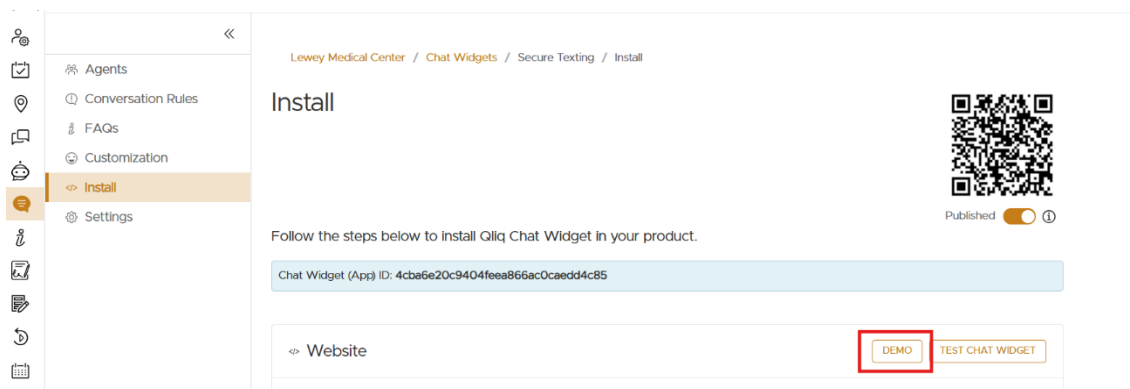 Agents
Conversation Rules
FAQs
Customization
Install
Settings
Lewey Medical Center / Chat Widgets / Secure Texting / Install
Install
Published
Follow the steps below to install Qliq Chat Widget in your product.
Chat Widget (App) ID: 4cba6e20c9404feea866ac0caedd4c85
Website
DEMO
TEST CHAT WIDGET